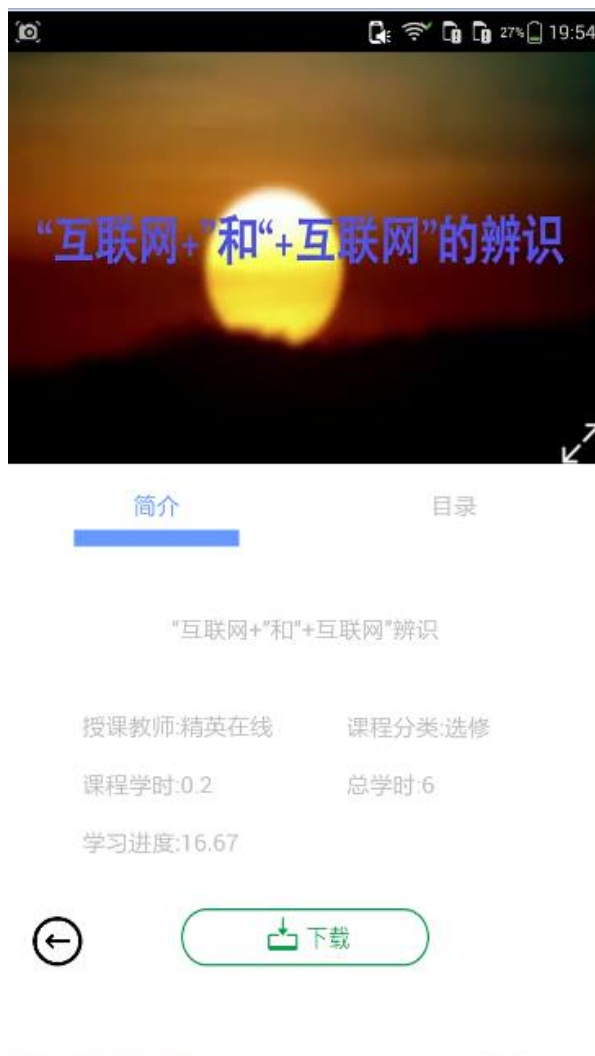 27% 19:54
“互联网+”和“+互联网”的辨识
简介 目录
“互联网+”和“+互联网”辨识
授课教师:精英在线 课程分类:选修
课程学时:0.2 总学时:6
学习进度:16.67
下载